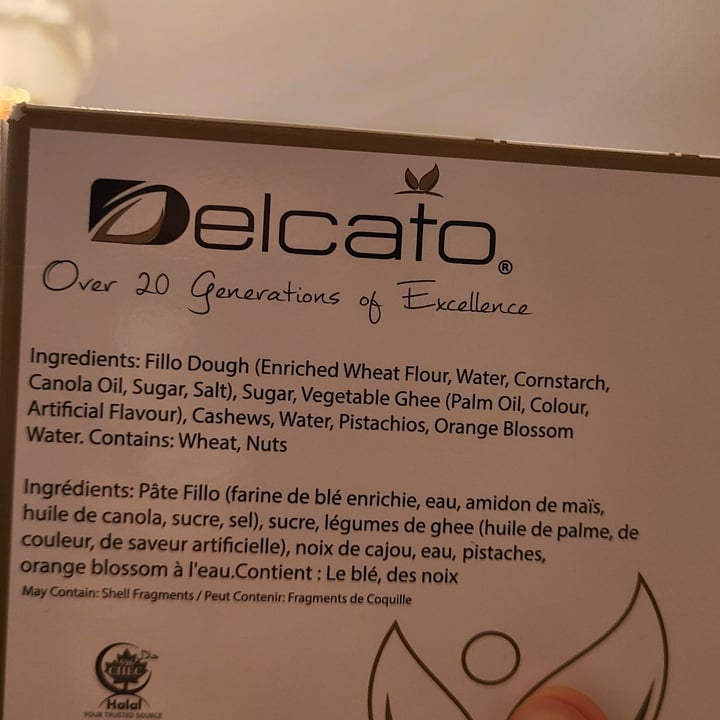 Delcato®
Over 20 Generations of Excellence
Ingredients: Fillo Dough (Enriched Wheat Flour, Water, Cornstarch,
Canola Oil, Sugar, Salt), Sugar, Vegetable Ghee (Palm Oil, Colour,
Artificial Flavour), Cashews, Water, Pistachios, Orange Blossom
Water. Contains: Wheat, Nuts
Ingrédients: Pâte Fillo (farine de blé enrichie, eau, amidon de maïs,
huile de canola, sucre, sel), sucre, légumes de ghee (huile de palme, de
couleur, de saveur artificielle), noix de cajou, eau, pistaches,
orange blossom à l'eau.Contient : Le blé, des noix
May Contain: Shell Fragments / Peut Contenir: Fragments de Coquille
حلال
CHFC
Halal
YOUR TRUSTED SOURCE